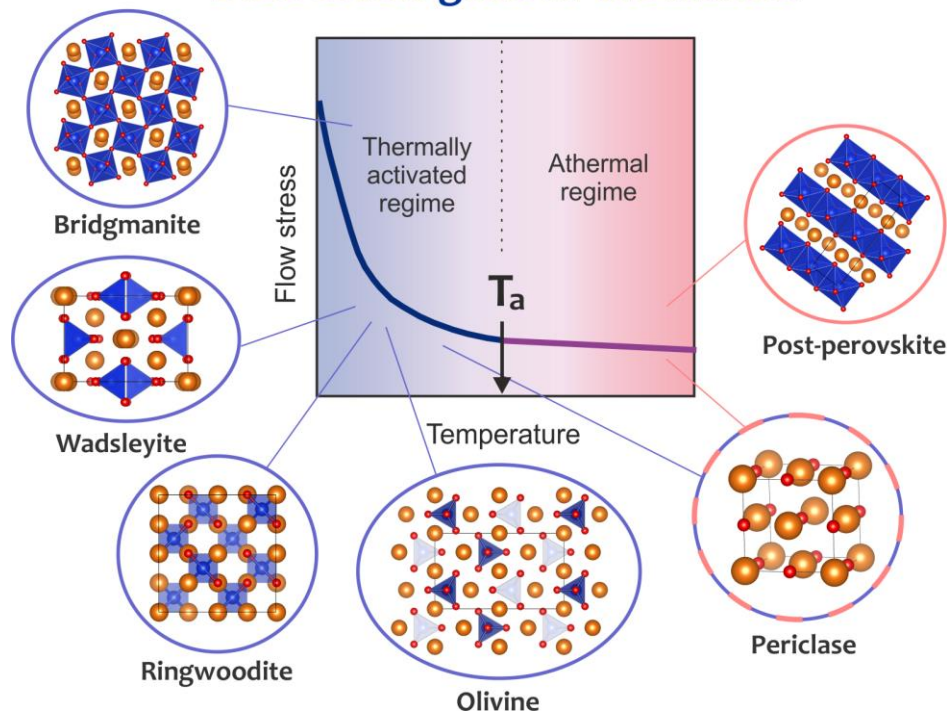 Bridgmanite
Flow stress
Thermally
activated
regime
Athermal
regime
Ta
Post-perovskite
Wadsleyite
Temperature
Ringwoodite
Olivine
Periclase